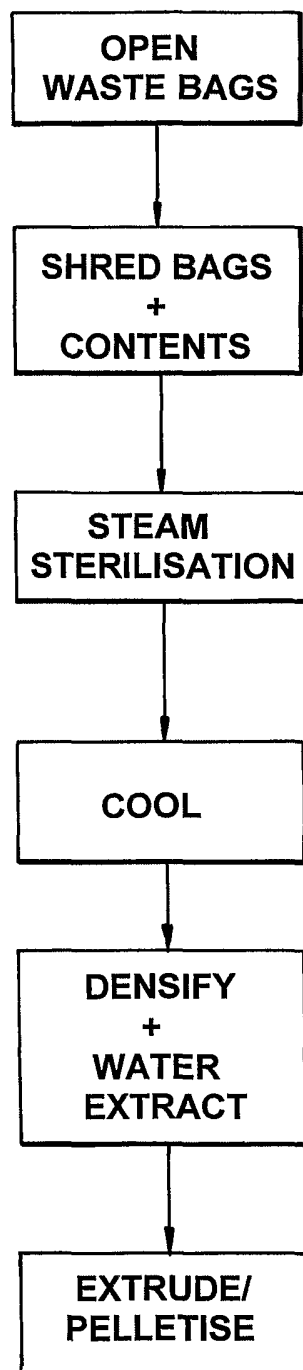 OPEN
WASTE BAGS
SHRED BAGS
+
CONTENTS
STEAM
STERILISATION
COOL
DENSIFY
+
WATER
EXTRACT
EXTRUDE/
PELLETISE